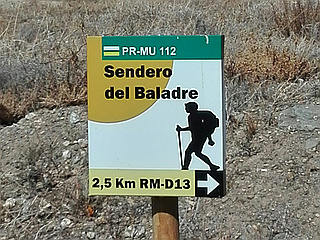 PR-MU 112
Sendero
del Baladre
2,5 Km RM-D13